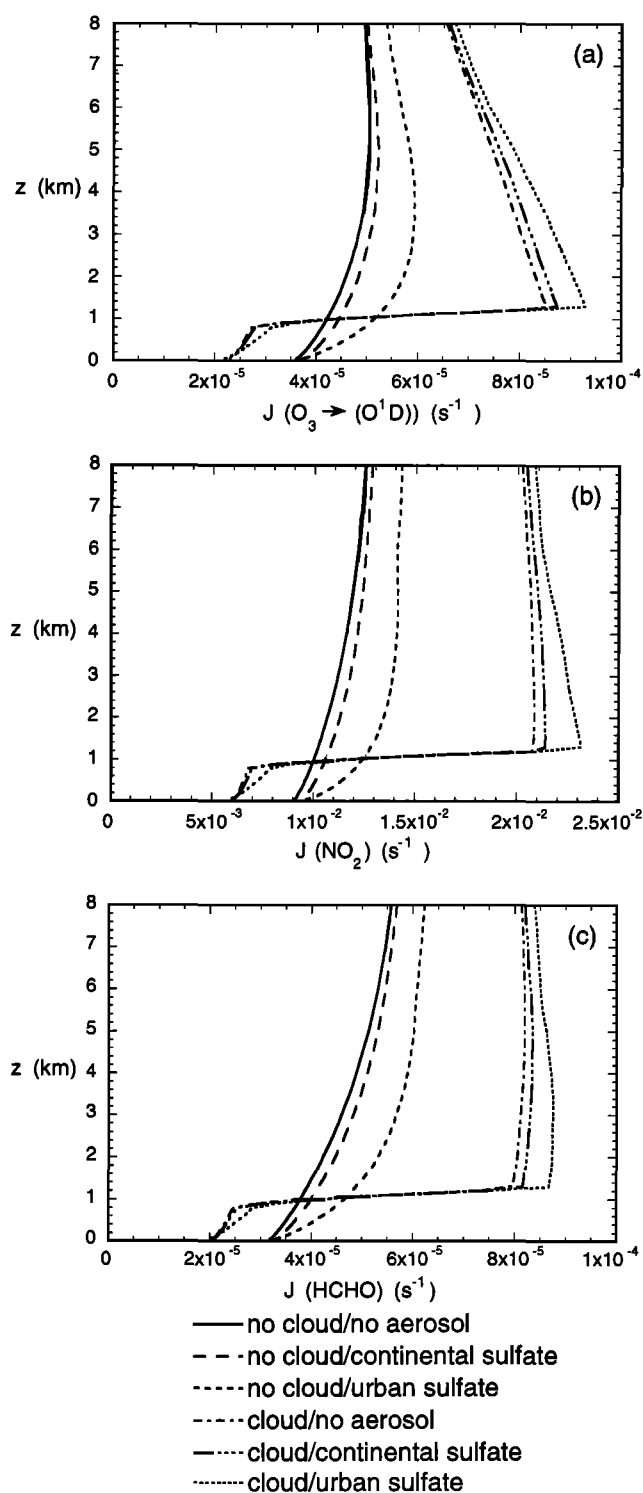 8
7
6
5
4
3
2
1
0
z (km)
(a)
0 2x10⁻⁵ 4x10⁻⁵ 6x10⁻⁵ 8x10⁻⁵ 1x10⁻⁴
J (O₃ → (O¹D)) (s⁻¹)
8
7
6
5
4
3
2
1
0
z (km)
(b)
0 5x10⁻³ 1x10⁻² 1.5x10⁻² 2x10⁻² 2.5x10⁻²
J (NO₂) (s⁻¹)
8
7
6
5
4
3
2
1
0
z (km)
(c)
0 2x10⁻⁵ 4x10⁻⁵ 6x10⁻⁵ 8x10⁻⁵ 1x10⁻⁴
J (HCHO) (s⁻¹)
no cloud/no aerosol
no cloud/continental sulfate
no cloud/urban sulfate
cloud/no aerosol
cloud/continental sulfate
cloud/urban sulfate